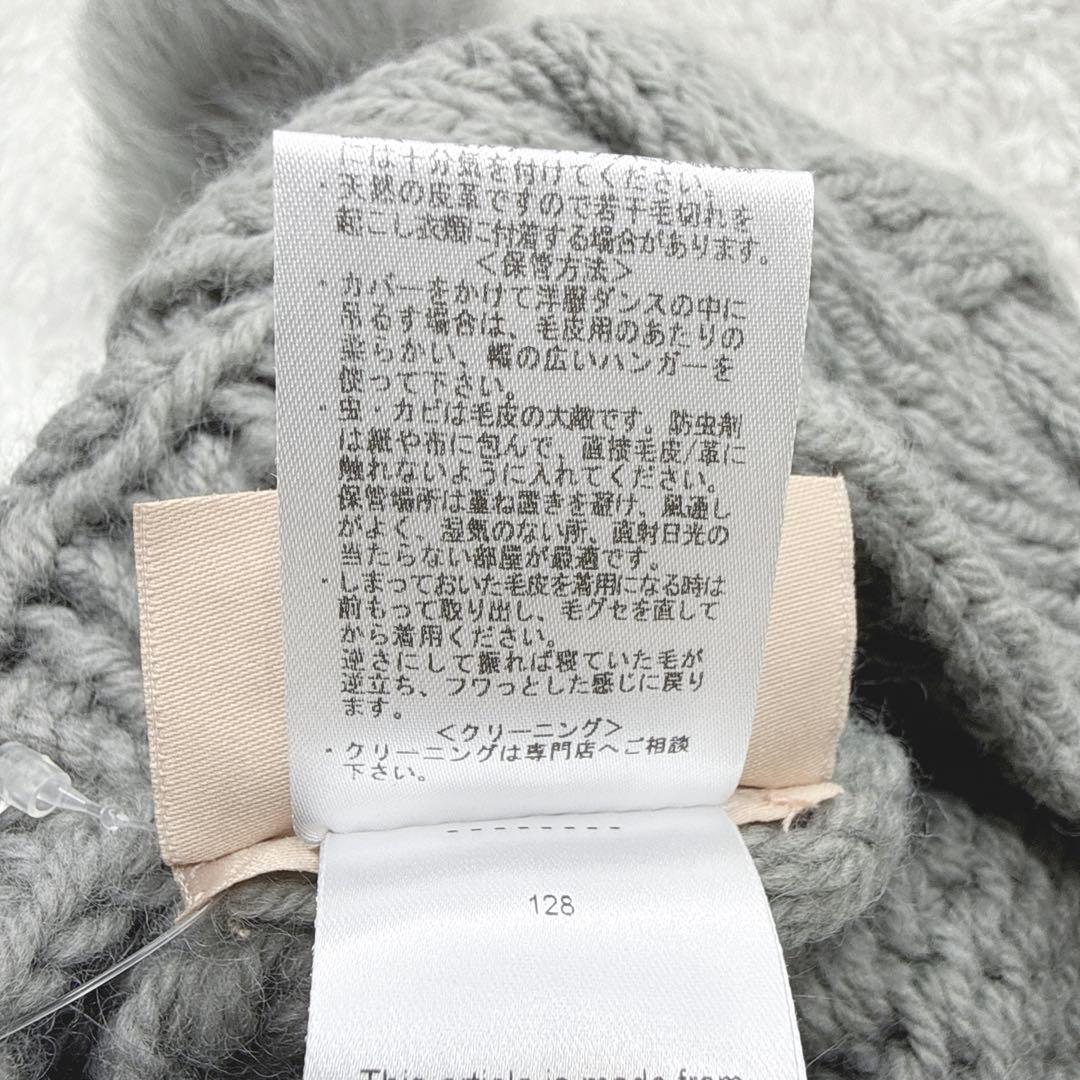 には十分気を付けてください。
・天然の皮革ですので若干毛切れを
起こし衣類に付着する場合があります。
＜保管方法＞
・カバーをかけて洋服ダンスの中に
吊るす場合は、毛皮用のあたりの
柔らかい、幅の広いハンガーを
使って下さい。
・虫・カビは毛皮の大敵です。防虫剤
は紙や布に包んで、直接毛皮/革に
触れないように入れてください。
保管場所は重ね置きを避け、風通し
がよく、湿気のない所、直射日光の
当たらない部屋が最適です。
・しまっておいた毛皮を着用になる時は
前もって取り出し、毛グセを直して
から着用ください。
逆さにして振れば寝ていた毛が
逆立ち、フワっとした感じに戻り
ます。
＜クリーニング＞
・クリーニングは専門店へご相談
下さい。
128
This article is made from